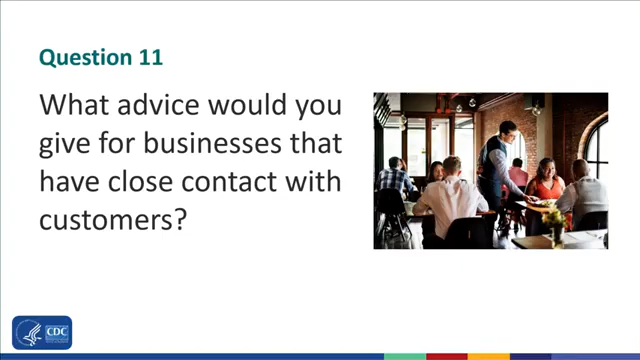 Question 11
What advice would you
give for businesses that
have close contact with
customers?
CDC